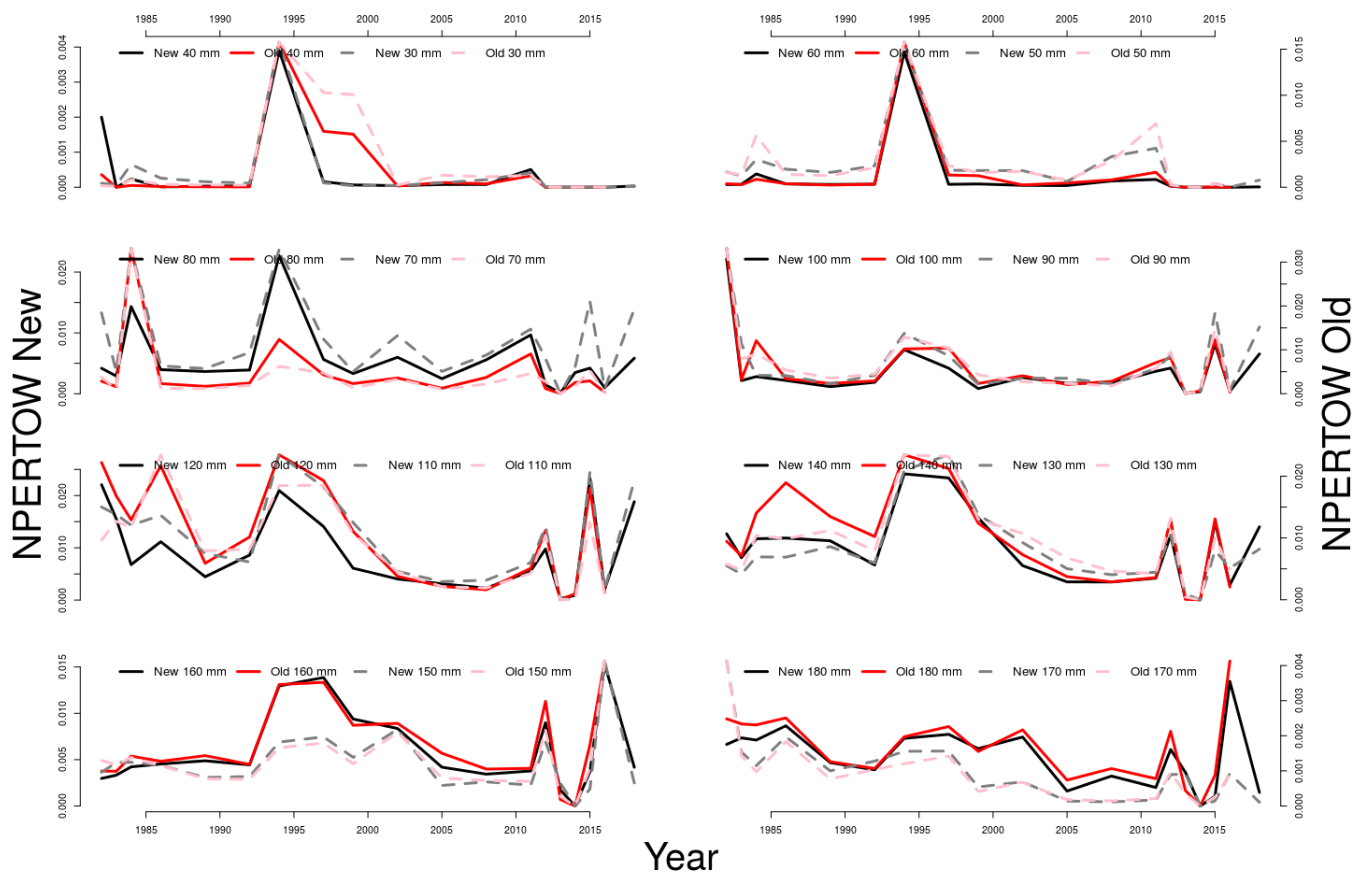 1985 1990 1995 2000 2005 2010 2015
1985 1990 1995 2000 2005 2010 2015
New 40 mm Old 40 mm New 30 mm Old 30 mm
0.000 0.001 0.002 0.003 0.004
New 60 mm Old 60 mm New 50 mm Old 50 mm
0.000 0.005 0.010 0.015
New 80 mm Old 80 mm New 70 mm Old 70 mm
0.000 0.010 0.020
New 100 mm Old 100 mm New 90 mm Old 90 mm
0.000 0.010 0.020 0.030
NPERTOW New
NPERTOW Old
New 120 mm Old 120 mm New 110 mm Old 110 mm
0.000 0.010 0.020
New 140 mm Old 140 mm New 130 mm Old 130 mm
0.000 0.010 0.020
New 160 mm Old 160 mm New 150 mm Old 150 mm
0.000 0.005 0.010 0.015
New 180 mm Old 180 mm New 170 mm Old 170 mm
0.000 0.001 0.002 0.003 0.004
1985 1990 1995 2000 2005 2010 2015
1985 1990 1995 2000 2005 2010 2015
Year